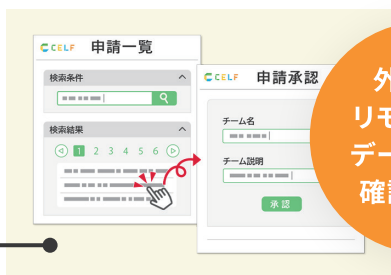 CELF 申請一覧
検索条件
検索結果
1 2 3 4 5 6
CELF 申請承認
チーム名
チーム説明
承認
外
リモ
デー
確